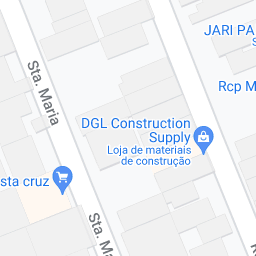 JARI PA
Sta. Maria
Rcp M
DGL Construction
Supply
Loja de materiais
de construção
sta cruz
Sta. Ma